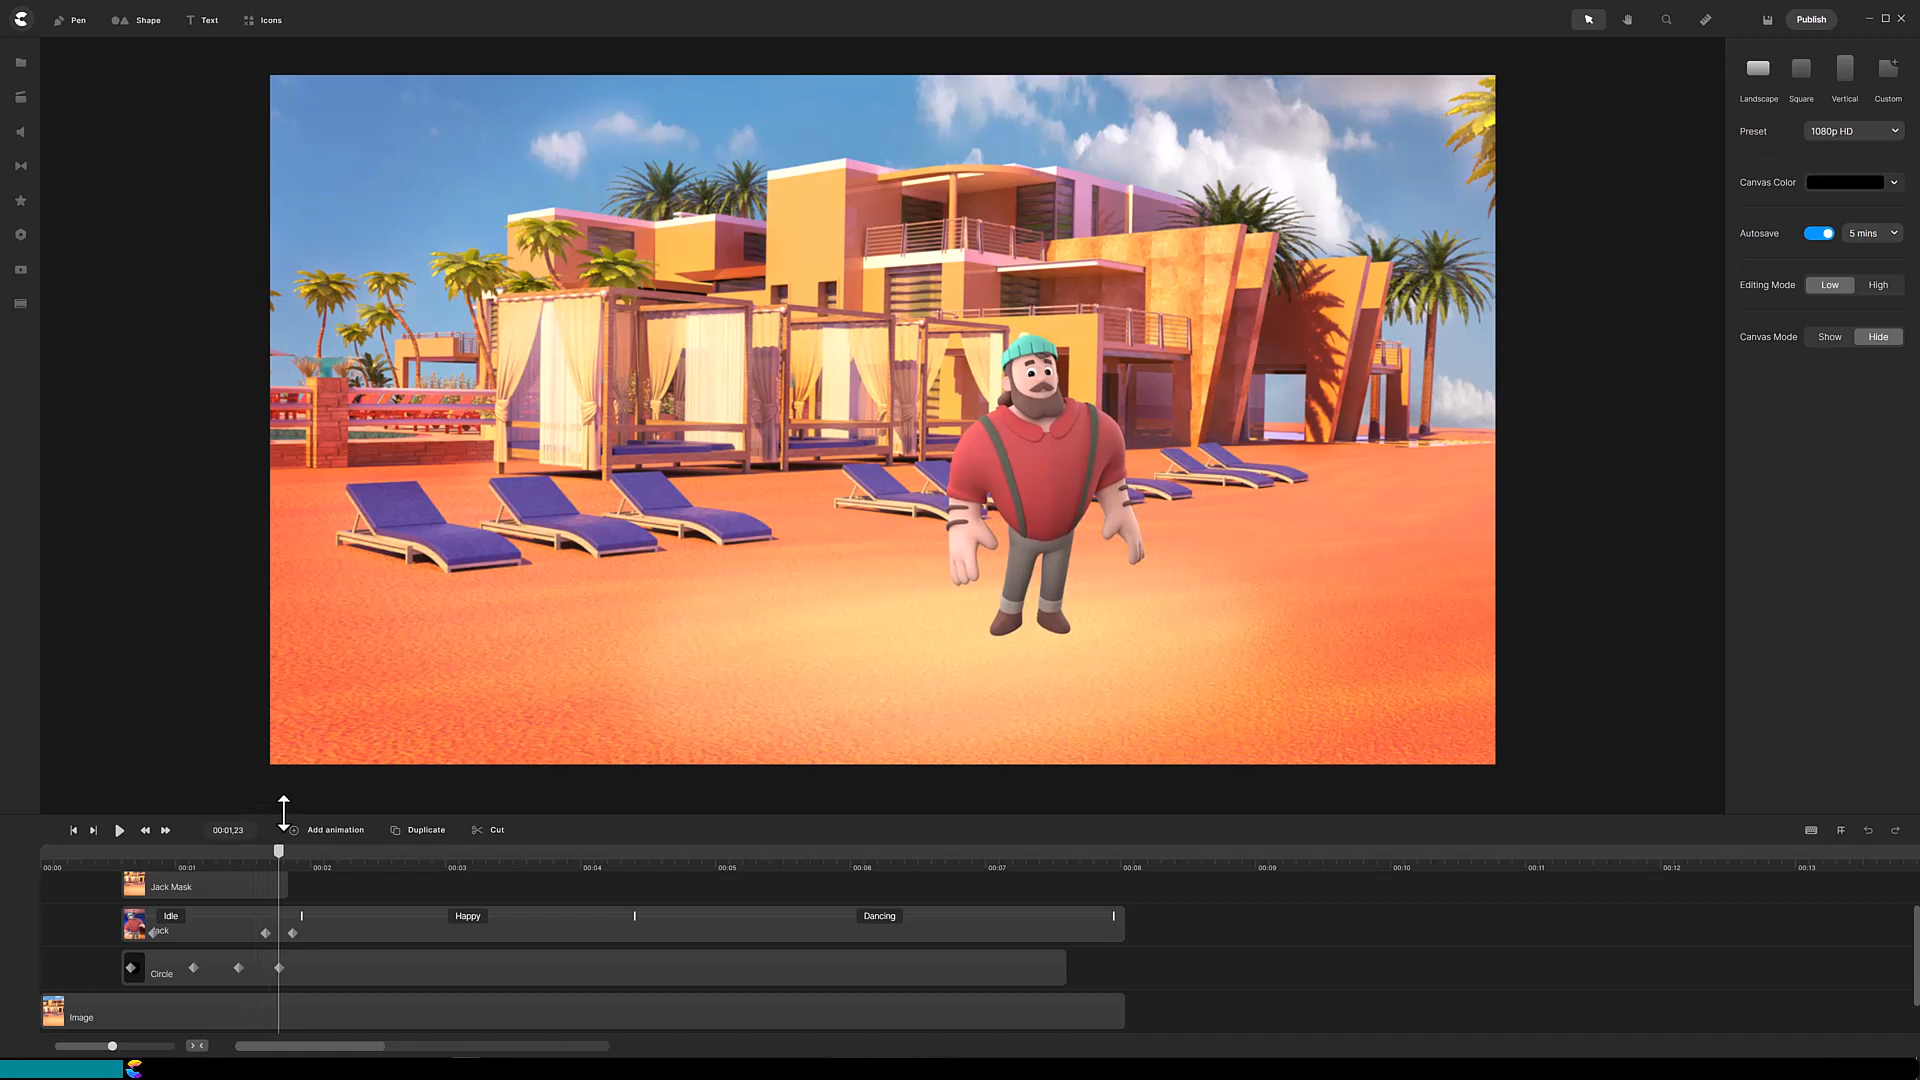 Pen Shape Text Icons Publish
Landscape Square Vertical Custom
Preset 1080p HD
Canvas Color
Autosave 5 mins
Editing Mode Low High
Canvas Mode Show Hide
00:01,23 Add animation Duplicate Cut
00:00 00:01 00:02 00:03 00:04 00:05 00:06 00:07 00:08 00:09 00:10 00:11 00:12 00:13
Jack Mask
Idle Happy Dancing
Jack
Circle
Image